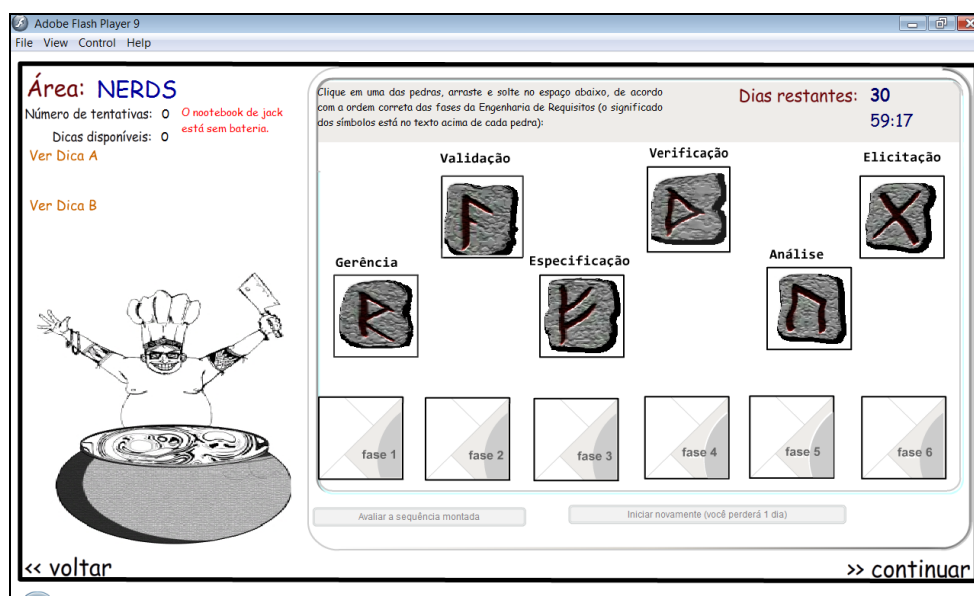 Adobe Flash Player 9
File View Control Help
Área: NERDS
Número de tentativas: 0
Dicas disponíveis: 0
O nootebook de jack
está sem bateria.
Ver Dica A
Ver Dica B
Clique em uma das pedras, arraste e solte no espaço abaixo, de acordo
com a ordem correta das fases da Engenharia de Requisitos (o significado
dos símbolos está no texto acima de cada pedra):
Dias restantes: 30
59:17
Validação
Verificação
Elicitação
Gerência
Especificação
Análise
fase 1
fase 2
fase 3
fase 4
fase 5
fase 6
Avaliar a sequência montada
Iniciar novamente (você perderá 1 dia)
<< voltar
>> continuar